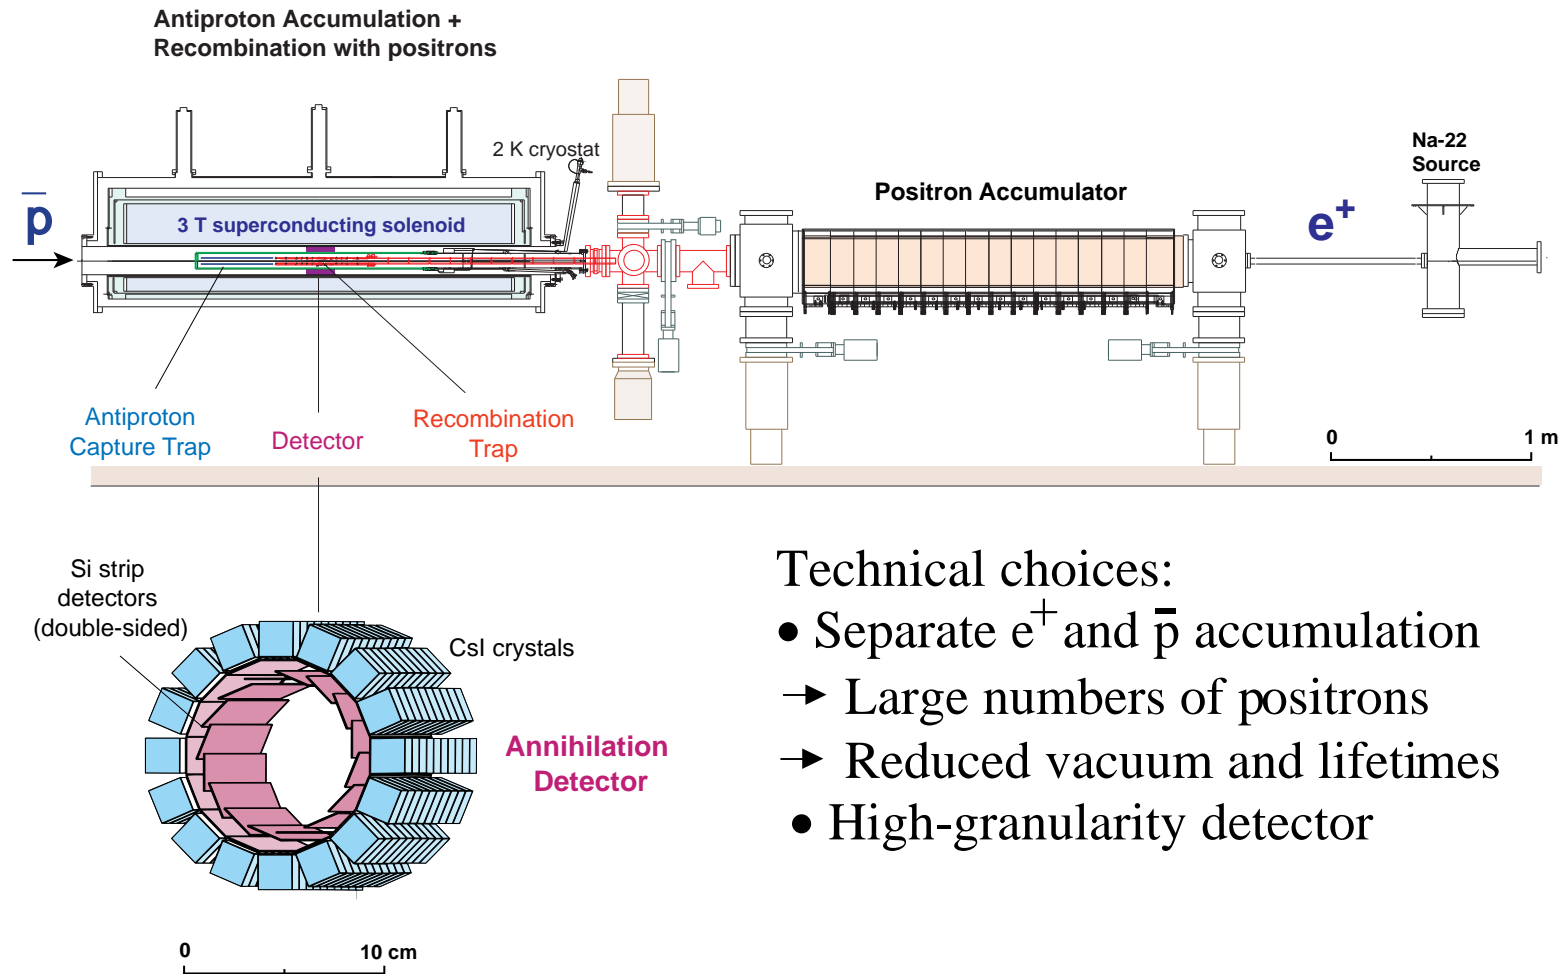 Antiproton Accumulation +
Recombination with positrons
2 K cryostat
Na-22
Source
Positron Accumulator
p̅
3 T superconducting solenoid
e⁺
Antiproton
Capture Trap
Detector
Recombination
Trap
0 1 m
Si strip
detectors
(double-sided)
CsI crystals
Annihilation
Detector
0 10 cm
Technical choices:
• Separate e⁺ and p̅ accumulation
→ Large numbers of positrons
→ Reduced vacuum and lifetimes
• High-granularity detector